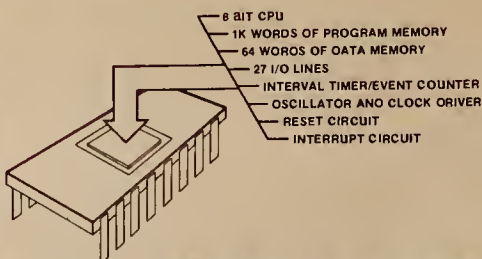 8 BIT CPU
1K WORDS OF PROGRAM MEMORY
64 WORDS OF DATA MEMORY
27 I/O LINES
INTERVAL TIMER/EVENT COUNTER
OSCILLATOR AND CLOCK DRIVER
RESET CIRCUIT
INTERRUPT CIRCUIT